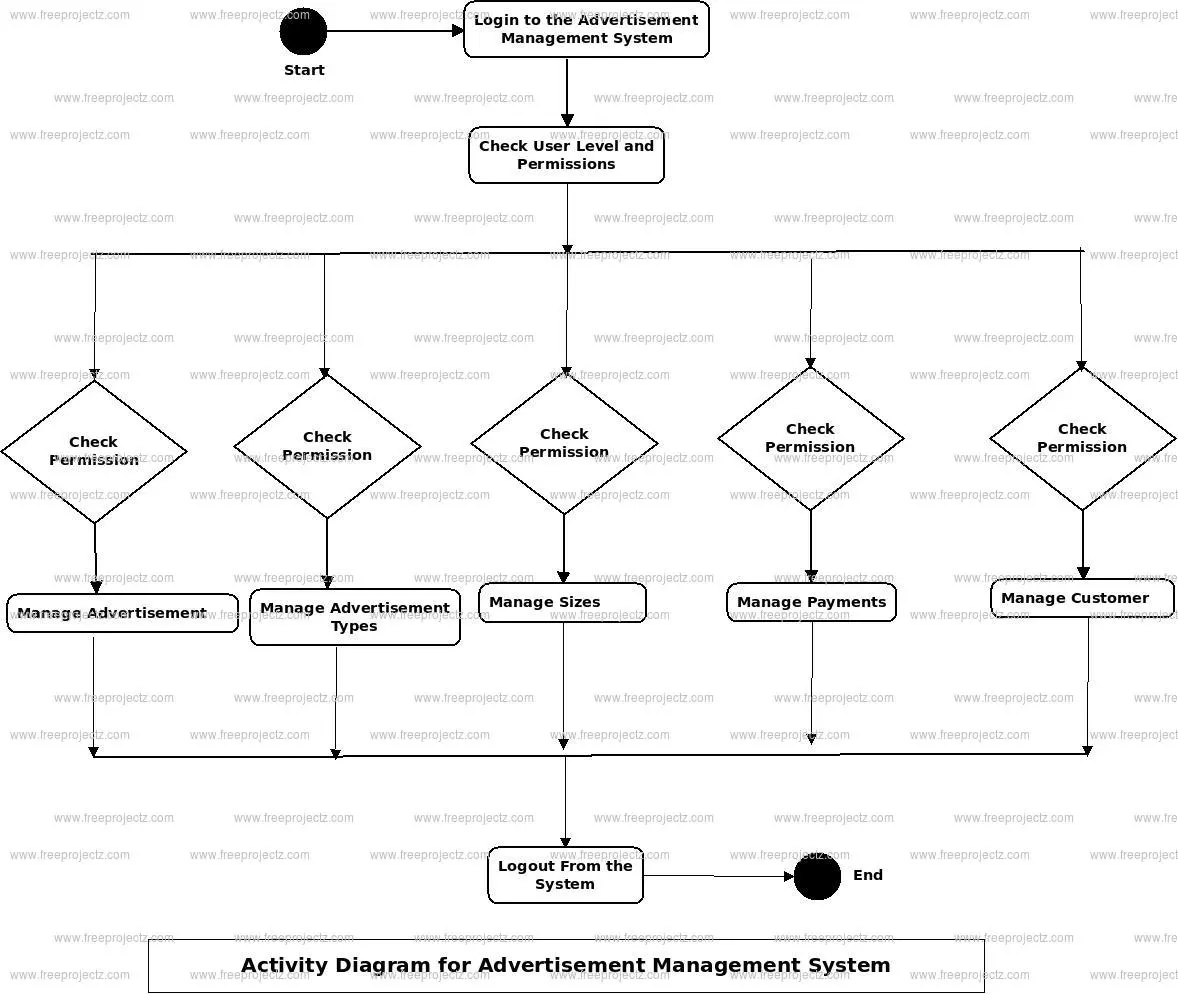 Login to the Advertisement
Management System
Start
Check User Level and
Permissions
Check
Permission
Check
Permission
Check
Permission
Check
Permission
Check
Permission
Manage Advertisement
Manage Advertisement
Types
Manage Sizes
Manage Payments
Manage Customer
Logout From the
System
End
Activity Diagram for Advertisement Management System
www.freeprojectz.com